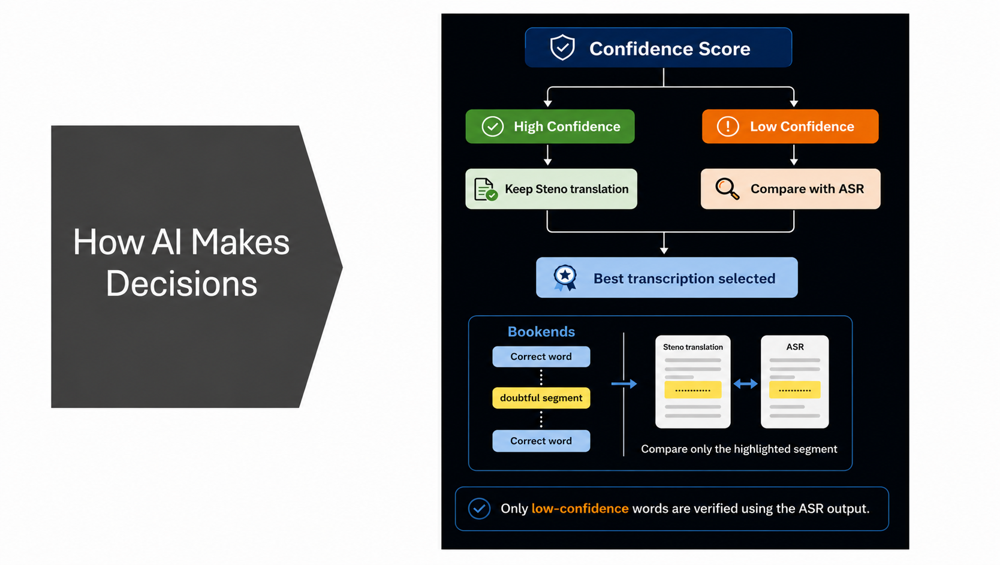 How AI Makes
Decisions
Confidence Score
High Confidence
Low Confidence
Keep Steno translation
Compare with ASR
Best transcription selected
Bookends
Correct word
doubtful segment
Correct word
Steno translation
ASR
Compare only the highlighted segment
Only low-confidence words are verified using the ASR output.